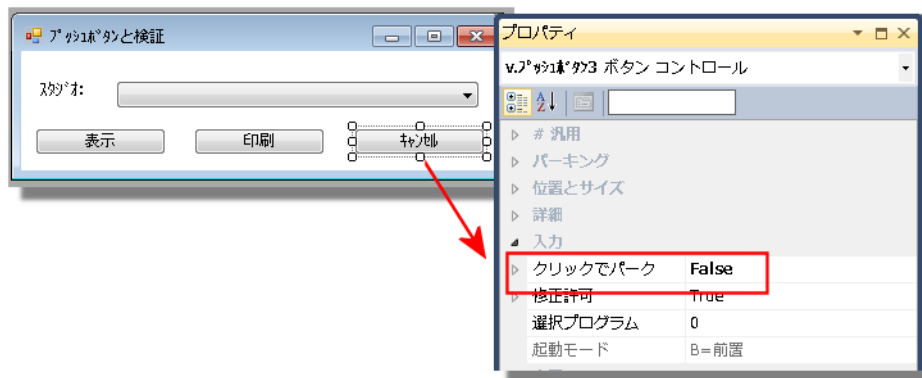 ﾌﾟｯｼｭﾎﾞﾀﾝと検証
ｽﾀｼﾞｵ:
表示
印刷
ｷｬﾝｾﾙ
プロパティ
v.ﾌﾟｯｼｭﾎﾞﾀﾝ3 ボタン コントロール
# 汎用
パーキング
位置とサイズ
詳細
入力
クリックでパーク False
修正許可 True
選択プログラム 0
起動モード B=前置